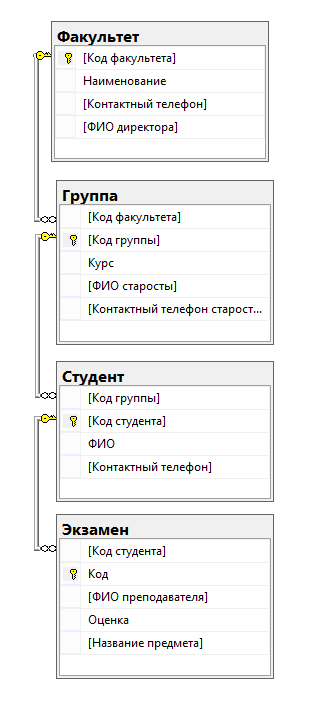 Факультет
[Код факультета]
Наименование
[Контактный телефон]
[ФИО директора]
Группа
[Код факультета]
[Код группы]
Курс
[ФИО старосты]
[Контактный телефон старост...
Студент
[Код группы]
[Код студента]
ФИО
[Контактный телефон]
Экзамен
[Код студента]
Код
[ФИО преподавателя]
Оценка
[Название предмета]